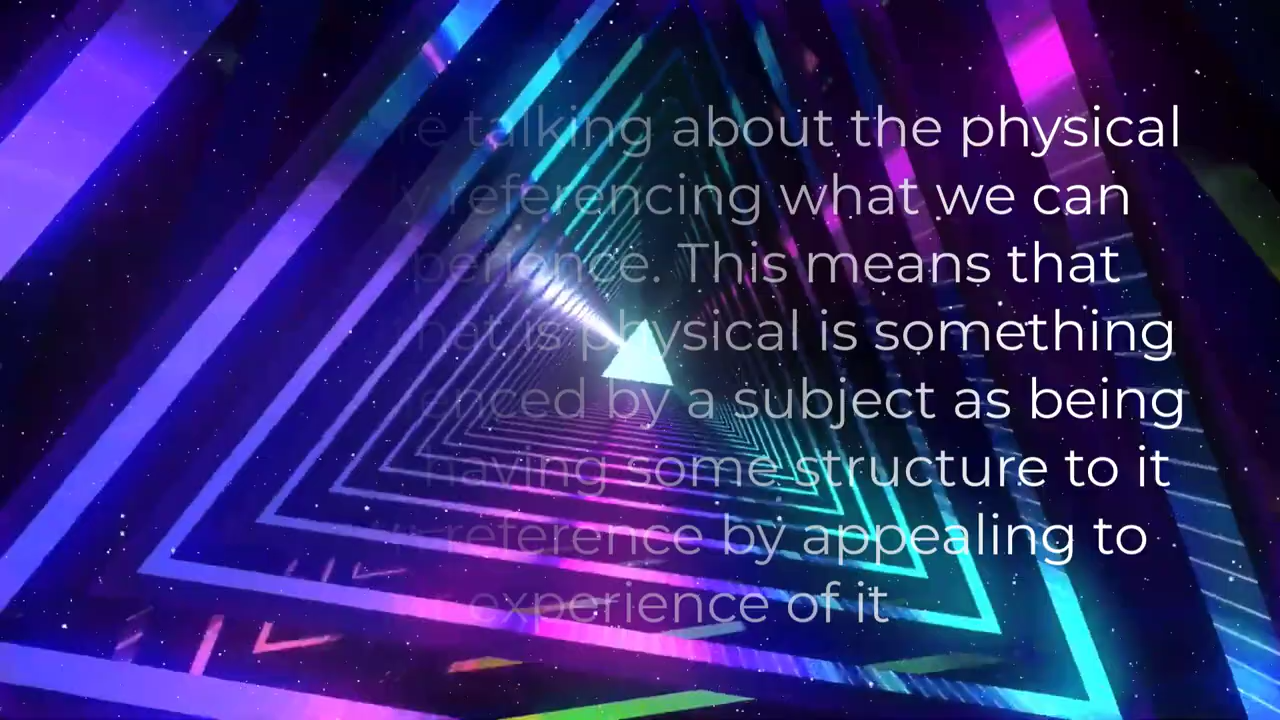 talking about the physical
referencing what we can
This means that
is physical is something
by a subject as being
having some structure to it
reference by appealing to
experience of it